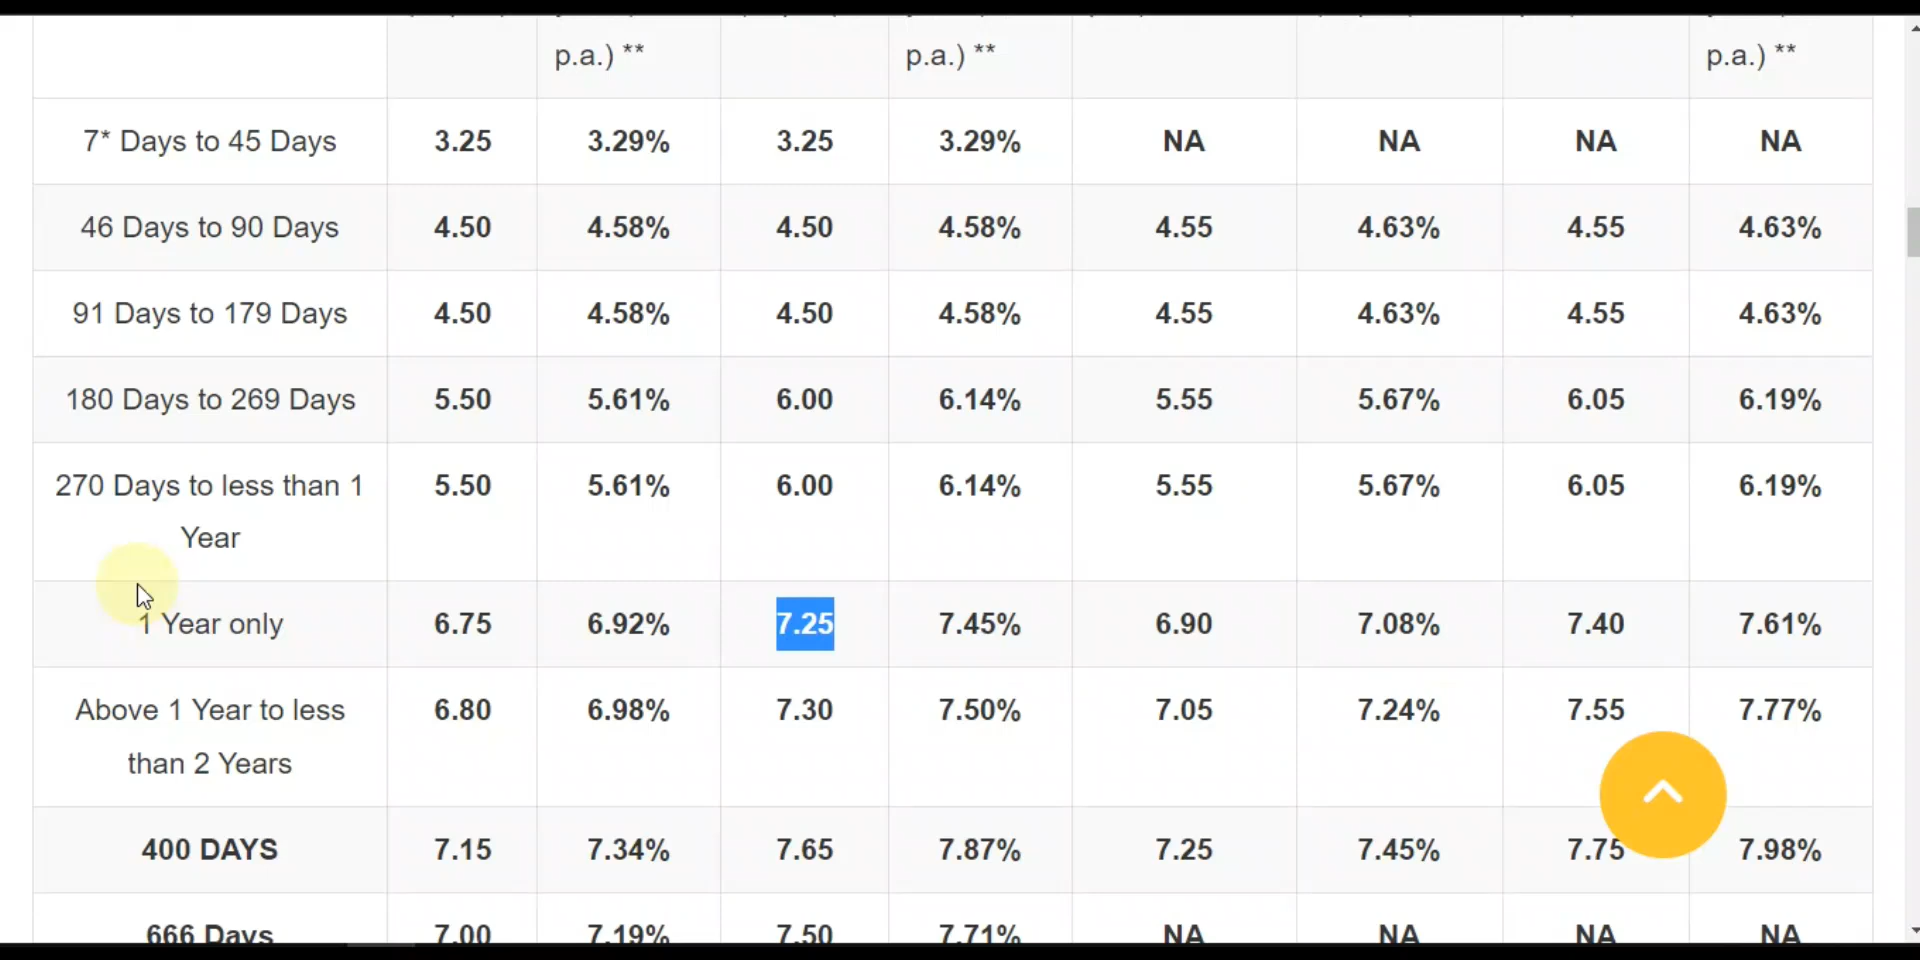 p.a.) ** p.a.) ** p.a.) **
7* Days to 45 Days 3.25 3.29% 3.25 3.29% NA NA NA NA
46 Days to 90 Days 4.50 4.58% 4.50 4.58% 4.55 4.63% 4.55 4.63%
91 Days to 179 Days 4.50 4.58% 4.50 4.58% 4.55 4.63% 4.55 4.63%
180 Days to 269 Days 5.50 5.61% 6.00 6.14% 5.55 5.67% 6.05 6.19%
270 Days to less than 1 5.50 5.61% 6.00 6.14% 5.55 5.67% 6.05 6.19%
Year
1 Year only 6.75 6.92% 7.25 7.45% 6.90 7.08% 7.40 7.61%
Above 1 Year to less 6.80 6.98% 7.30 7.50% 7.05 7.24% 7.55 7.77%
than 2 Years
400 DAYS 7.15 7.34% 7.65 7.87% 7.25 7.45% 7.75 7.98%
666 Days 7.00 7.19% 7.50 7.71% NA NA NA NA